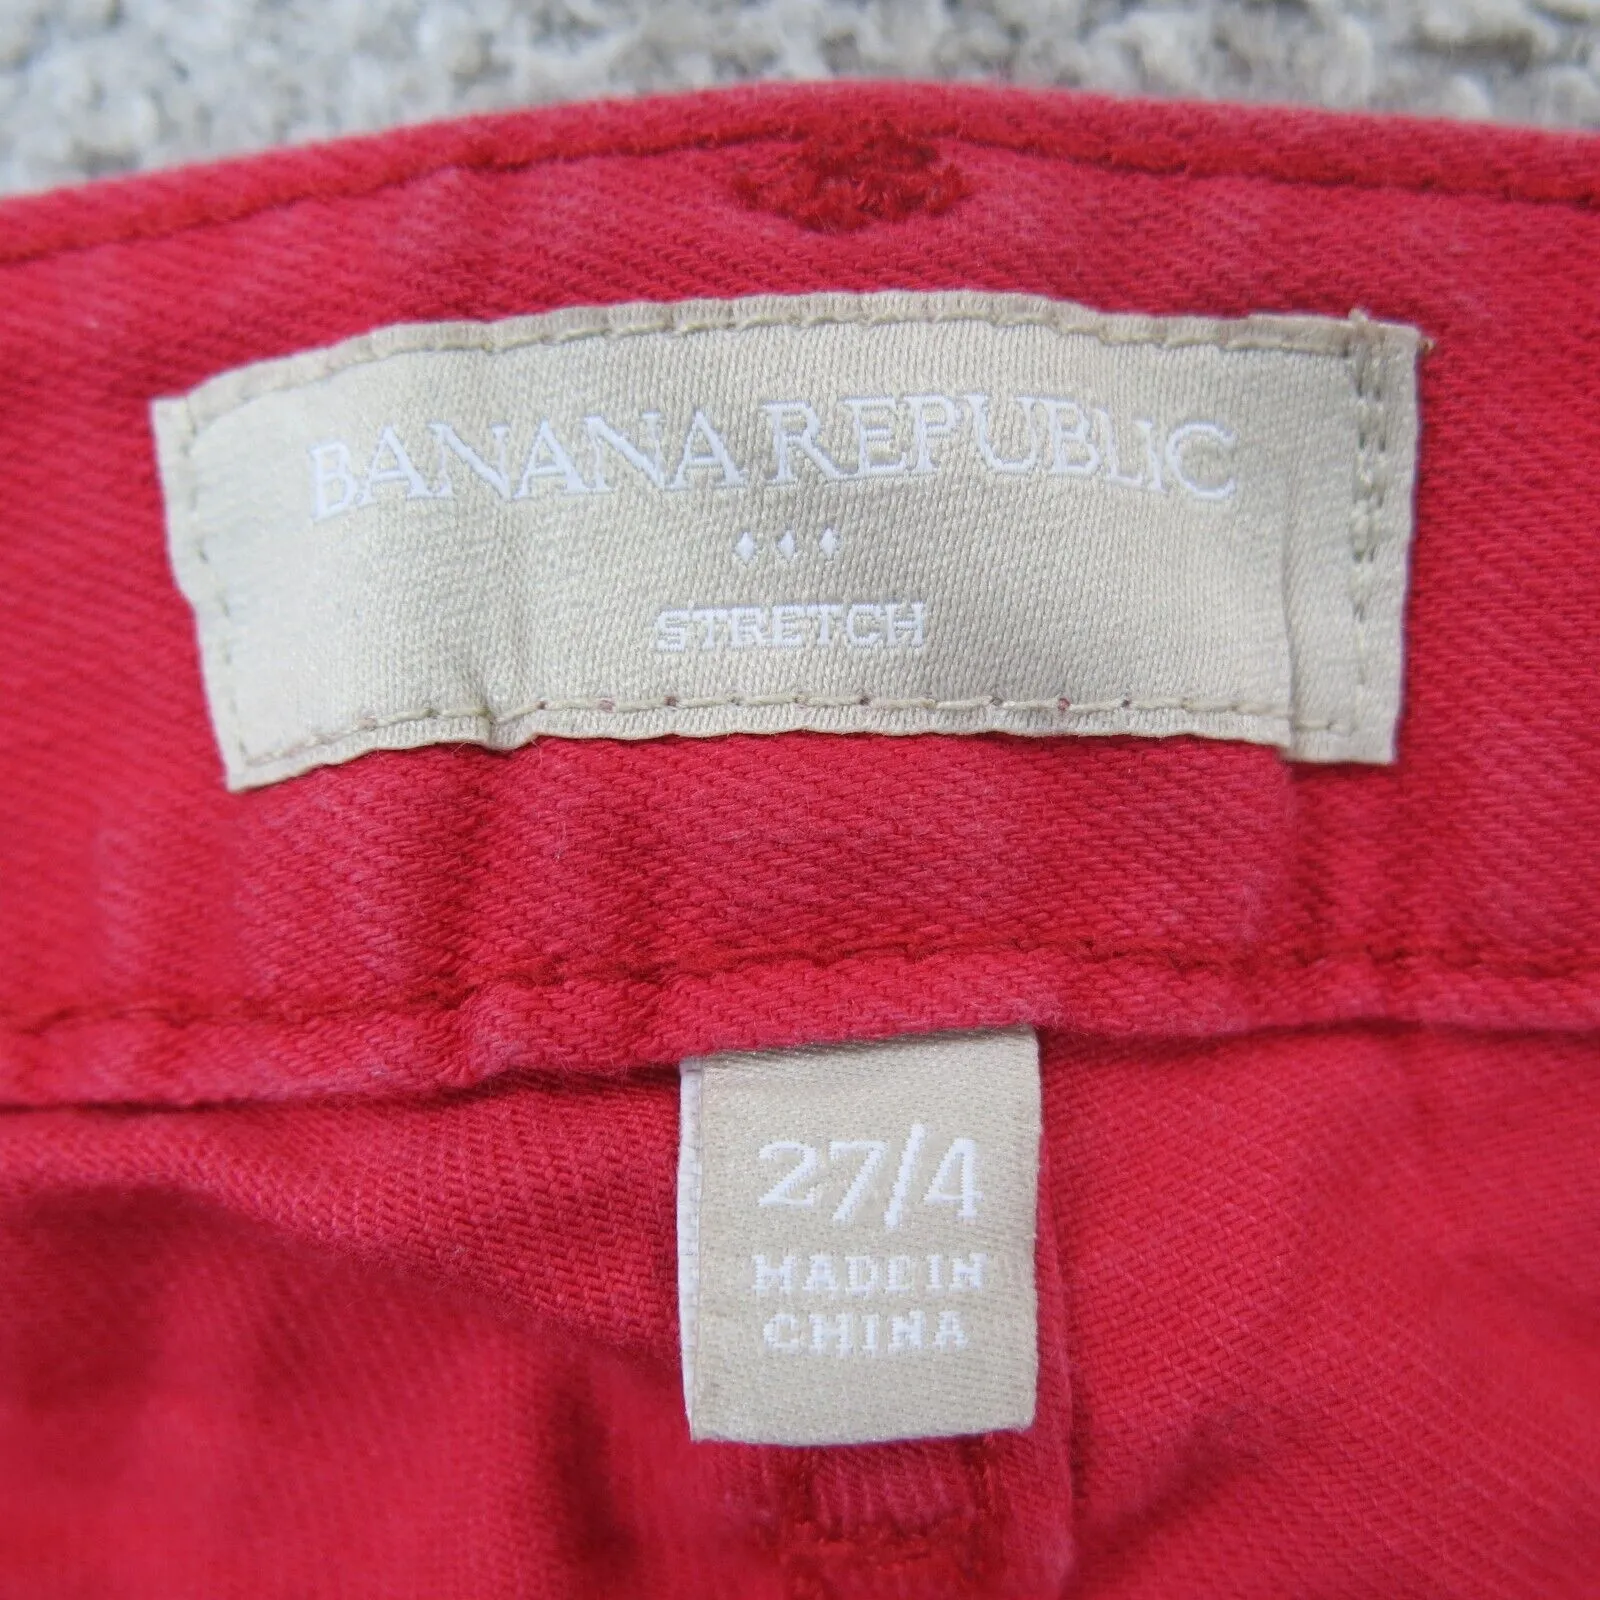 BANANA REPUBLIC
STRETCH
27/4
MADE IN
CHINA